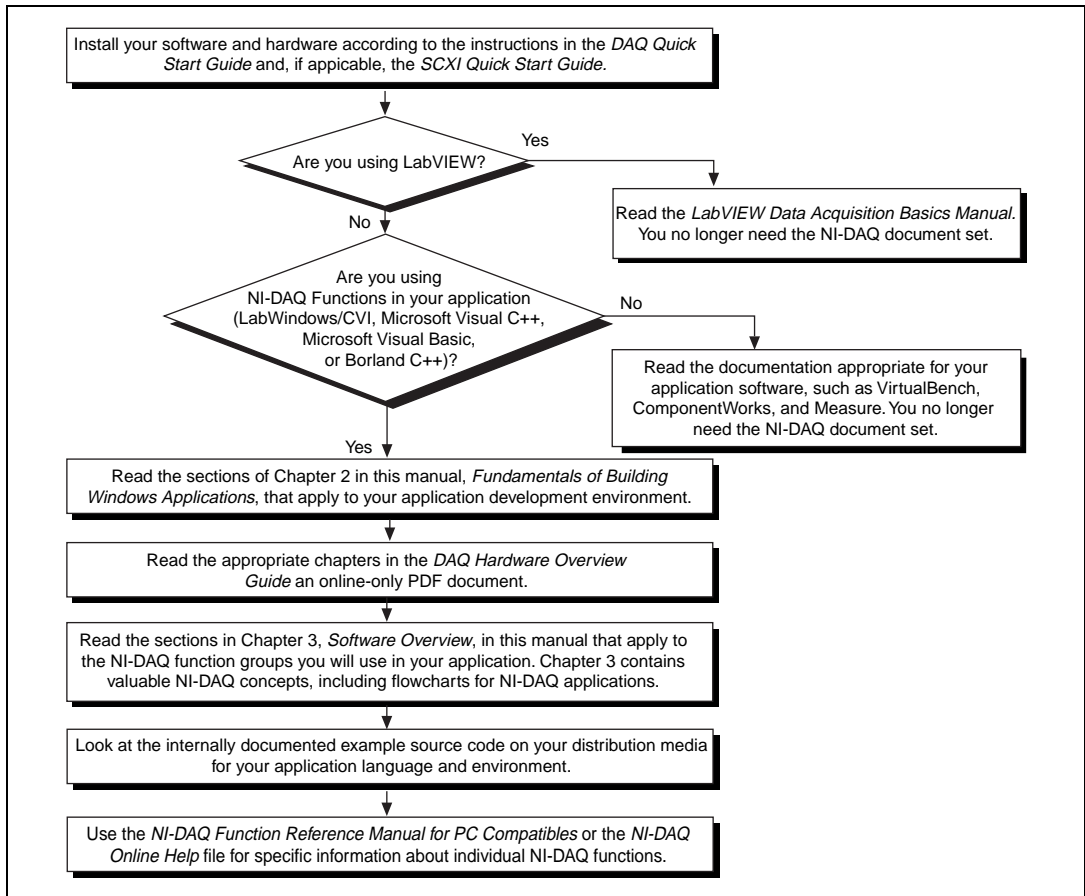 Install your software and hardware according to the instructions in the DAQ Quick
Start Guide and, if appicable, the SCXI Quick Start Guide.
Are you using LabVIEW?
Yes
Read the LabVIEW Data Acquisition Basics Manual.
You no longer need the NI-DAQ document set.
No
Are you using
NI-DAQ Functions in your application
(LabWindows/CVI, Microsoft Visual C++,
Microsoft Visual Basic,
or Borland C++)?
No
Read the documentation appropriate for your
application software, such as VirtualBench,
ComponentWorks, and Measure. You no longer
need the NI-DAQ document set.
Yes
Read the sections of Chapter 2 in this manual, Fundamentals of Building
Windows Applications, that apply to your application development environment.
Read the appropriate chapters in the DAQ Hardware Overview
Guide an online-only PDF document.
Read the sections in Chapter 3, Software Overview, in this manual that apply to
the NI-DAQ function groups you will use in your application. Chapter 3 contains
valuable NI-DAQ concepts, including flowcharts for NI-DAQ applications.
Look at the internally documented example source code on your distribution media
for your application language and environment.
Use the NI-DAQ Function Reference Manual for PC Compatibles or the NI-DAQ
Online Help file for specific information about individual NI-DAQ functions.